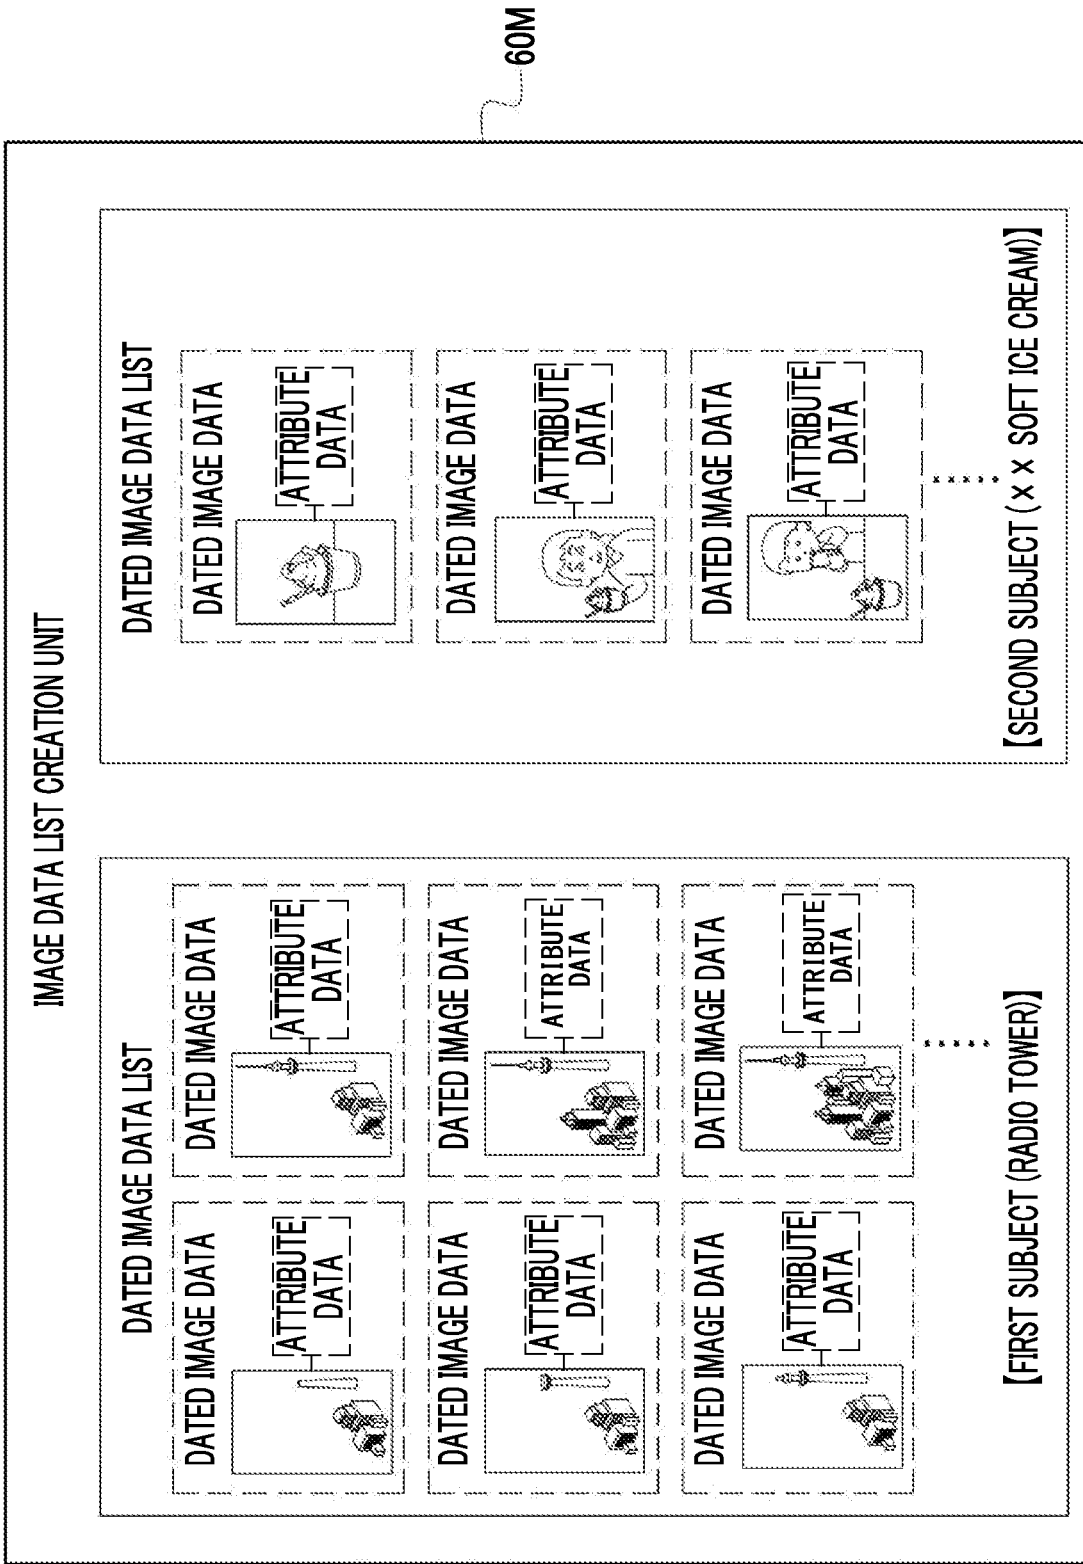 IMAGE DATA LIST CREATION UNIT
60M
DATED IMAGE DATA LIST
DATED IMAGE DATA
ATTRIBUTE
DATA
DATED IMAGE DATA
ATTRIBUTE
DATA
DATED IMAGE DATA
ATTRIBUTE
DATA
DATED IMAGE DATA
ATTRIBUTE
DATA
DATED IMAGE DATA
ATTRIBUTE
DATA
DATED IMAGE DATA
ATTRIBUTE
DATA
【FIRST SUBJECT (RADIO TOWER)】
DATED IMAGE DATA LIST
DATED IMAGE DATA
ATTRIBUTE
DATA
DATED IMAGE DATA
ATTRIBUTE
DATA
DATED IMAGE DATA
ATTRIBUTE
DATA
【SECOND SUBJECT (×× SOFT ICE CREAM)】